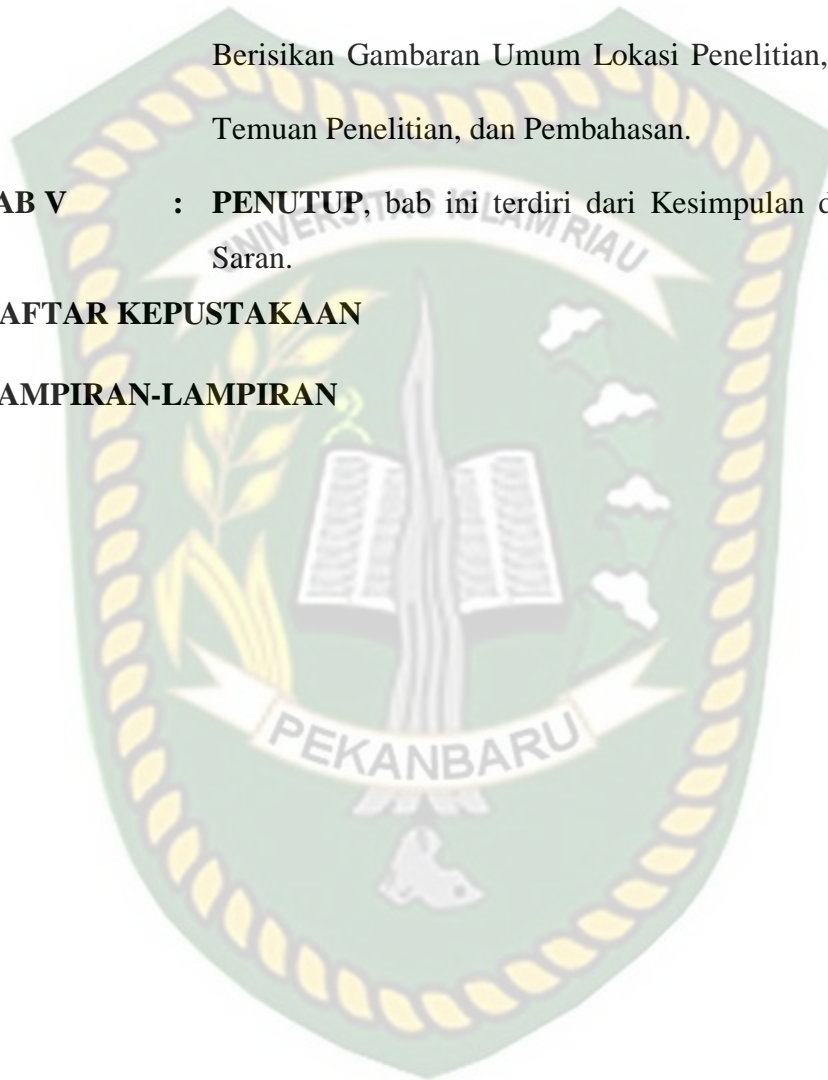 Berisikan Gambaran Umum Lokasi Penelitian,
Temuan Penelitian, dan Pembahasan.
AB V : PENUTUP, bab ini terdiri dari Kesimpulan d
Saran.
AFTAR KEPUSTAKAAN
AMPIRAN-LAMPIRAN
UNIVERSITAS ISLAM RIAU
PEKANBARU